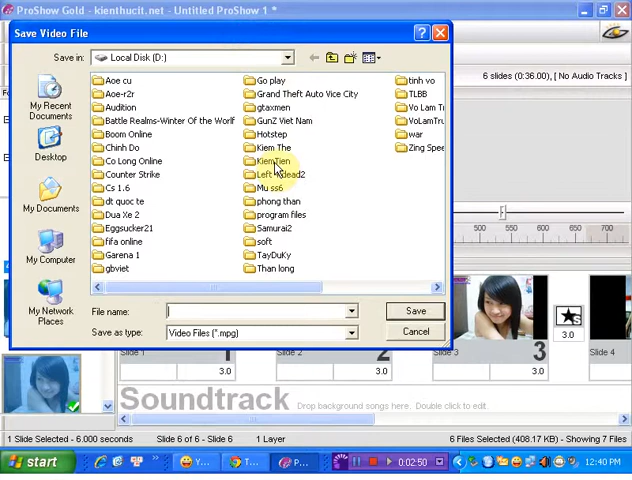 ProShow Gold - kienthucit.net - Untitled ProShow 1 *
Save Video File
Save in: Local Disk (D:)
6 slides (0:36.00), [ No Audio Tracks ]
My Recent Documents
Desktop
My Documents
My Computer
My Network Places
Aoe cu
Aoe-r2r
Audition
Battle Realms-Winter Of the Worlf
Boom Online
Chinh Do
Co Long Online
Counter Strike
Cs 1.6
dt quoc te
Dua Xe 2
Eggsucker21
fifa online
Garena 1
gbviet
Go play
Grand Theft Auto Vice City
gtaxmen
GunZ Viet Nam
Hotstep
Kiem The
KiemTien
Left 4 dead2
Mu ss6
phong than
program files
Samurai2
soft
TayDuKy
Than long
tinh vo
TLBB
Vo Lam Tr
VoLamTru
war
Zing Spee
500 550 600 650 700
File name:
Save
Save as type: Video Files (*.mpg)
Cancel
Slide 1
2
3
Slide 4
3.0
3.0
3.0
3.0
3.0
Soundtrack Drop background songs here. Double click to edit.
1 Slide Selected - 6.000 seconds
Slide 6 of 6 - Slide 6
1 Layer
6 Files Selected (408.17 KB) - Showing 7 Files
start
Y...
T...
P...
0:02:50
12:40 PM